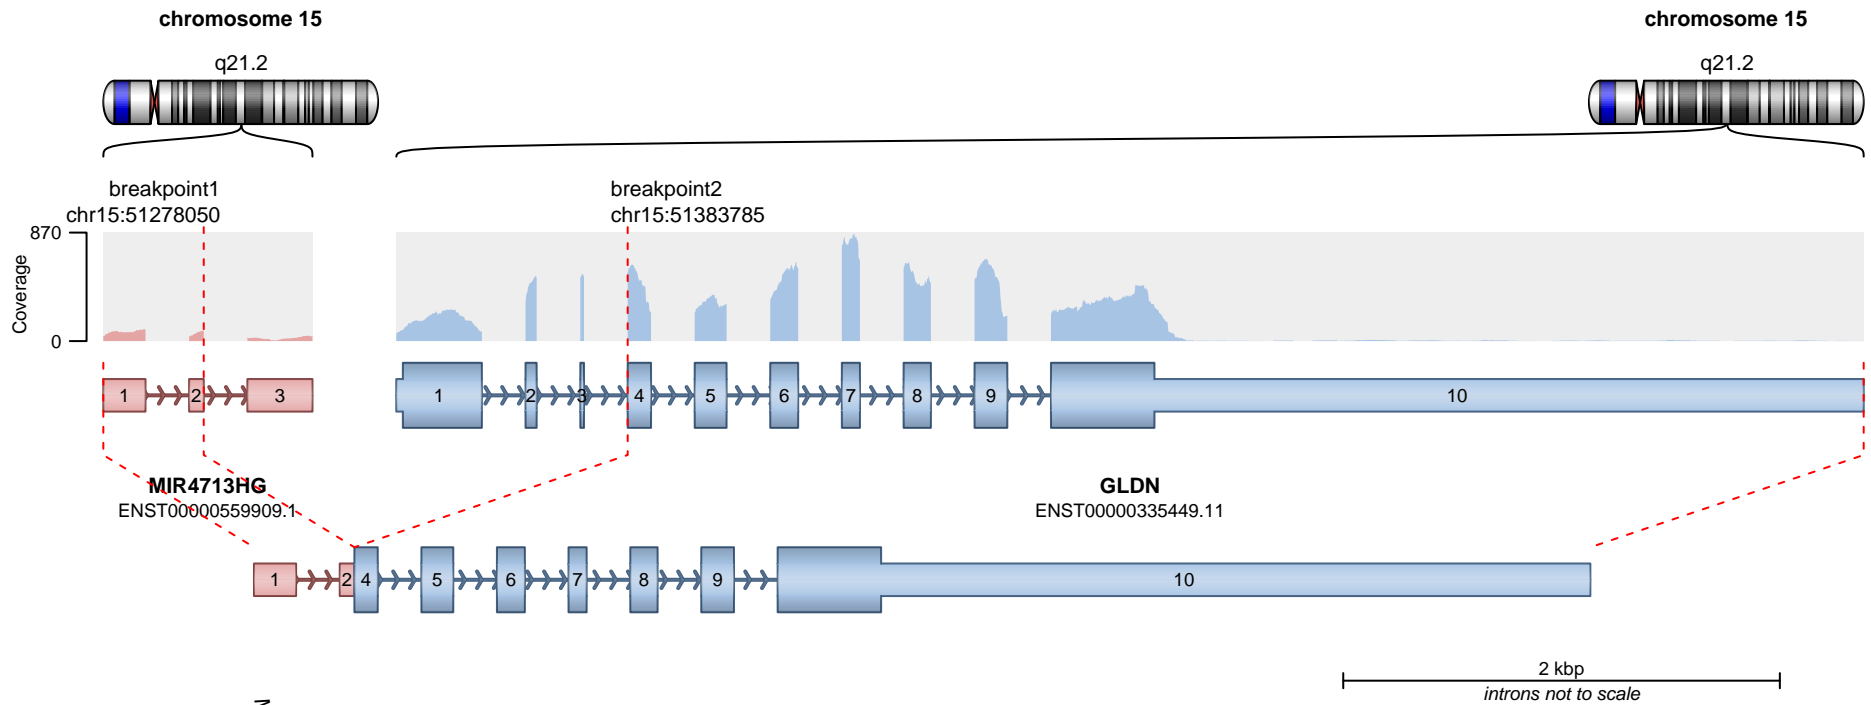 chromosome 15
chromosome 15
q21.2
q21.2
breakpoint1
chr15:51278050
breakpoint2
chr15:51383785
870
0
Coverage
1 2 3
1 2 3 4 5 6 7 8 9 10
MIR4713HG
ENST00000559909.1
GLDN
ENST00000335449.11
1 2 4 5 6 7 8 9 10
2 kbp
introns not to scale